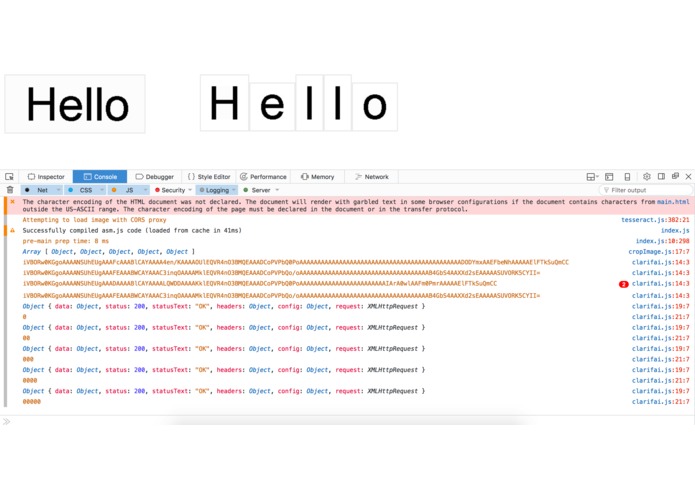 Hello
H e l l o
Inspector Console Debugger Style Editor Performance Memory Network
Net CSS JS Security Logging Server Filter output
The character encoding of the HTML document was not declared. The document will render with garbled text in some browser configurations if the document contains characters from main.html
outside the US-ASCII range. The character encoding of the page must be declared in the document or in the transfer protocol.
Attempting to load image with CORS proxy tesseract.js:382:21
Successfully compiled asm.js code (loaded from cache in 41ms) index.js
pre-main prep time: 8 ms index.js:10:298
Array [ Object, Object, Object, Object, Object ] cropImage.js:17:7
clarifai.js:14:3
clarifai.js:14:3
2 clarifai.js:14:3
clarifai.js:14:3
Object { data: Object, status: 200, statusText: "OK", headers: Object, config: Object, request: XMLHttpRequest } clarifai.js:19:7
0 clarifai.js:21:7
Object { data: Object, status: 200, statusText: "OK", headers: Object, config: Object, request: XMLHttpRequest } clarifai.js:19:7
00 clarifai.js:21:7
Object { data: Object, status: 200, statusText: "OK", headers: Object, config: Object, request: XMLHttpRequest } clarifai.js:19:7
000 clarifai.js:21:7
Object { data: Object, status: 200, statusText: "OK", headers: Object, config: Object, request: XMLHttpRequest } clarifai.js:19:7
0000 clarifai.js:21:7
Object { data: Object, status: 200, statusText: "OK", headers: Object, config: Object, request: XMLHttpRequest } clarifai.js:19:7
00000 clarifai.js:21:7